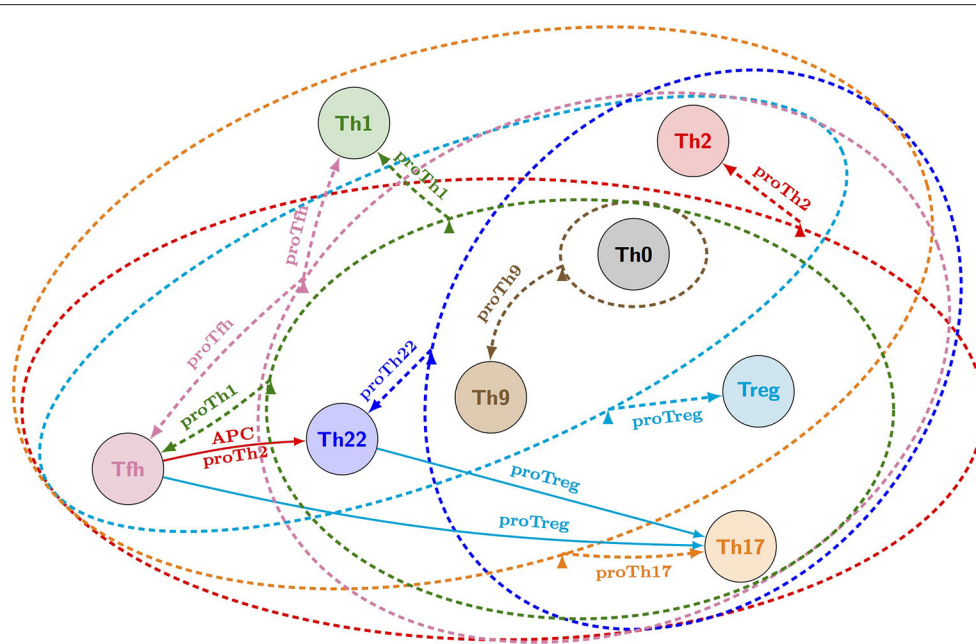 Th1
Th2
proTh1
proTh2
proTfh
Th0
proTh9
proTfh
proTh22
proTh1
Th9
Treg
proTreg
APC
proTh2
Th22
Tfh
proTreg
proTreg
Th17
proTh17